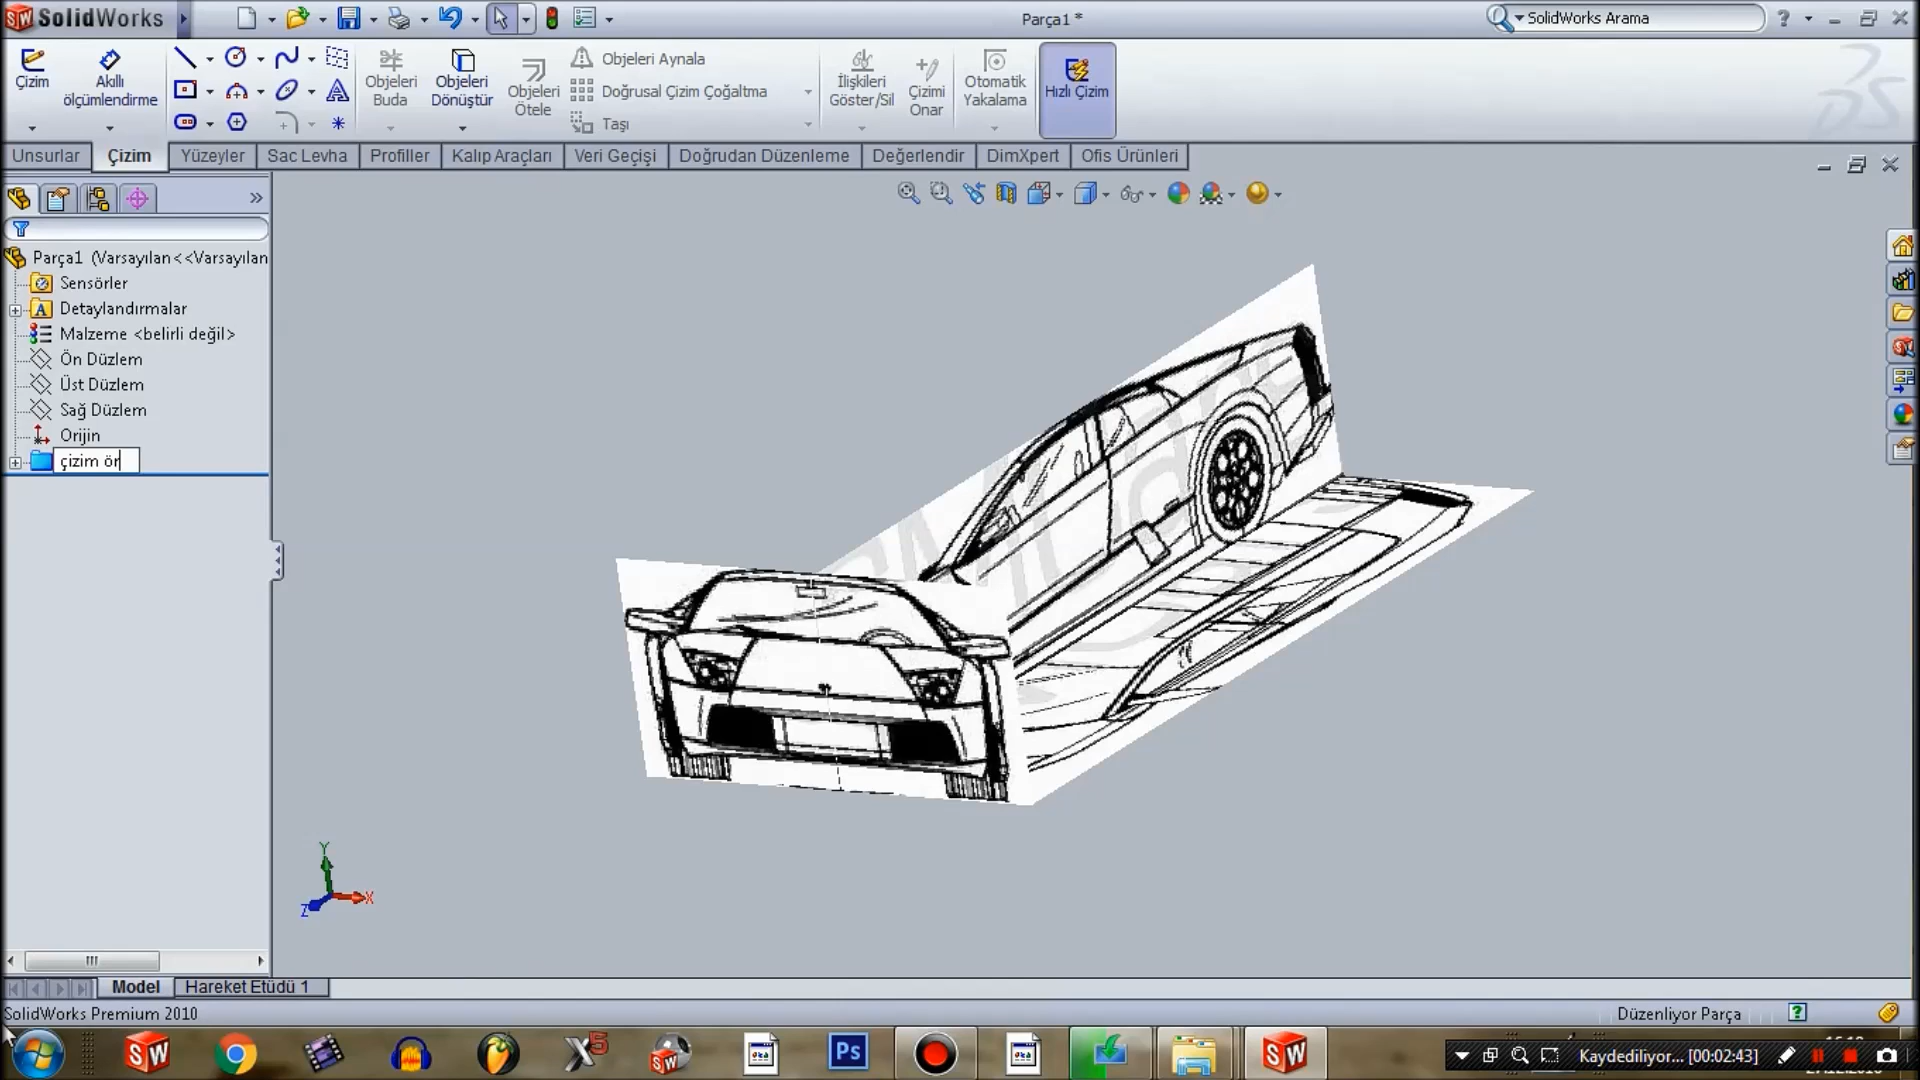 SolidWorks
Parça1 *
SolidWorks Arama
Çizim
Akıllı ölçümlendirme
Objeleri Buda
Objeleri Dönüştür
Objeleri Ötele
Objeleri Aynala
Doğrusal Çizim Çoğaltma
Taşı
İlişkileri Göster/Sil
Çizimi Onar
Otomatik Yakalama
Hızlı Çizim
Unsurlar Çizim Yüzeyler Sac Levha Profiller Kalıp Araçları Veri Geçişi Doğrudan Düzenleme Değerlendir DimXpert Ofis Ürünleri
Parça1 (Varsayılan<<Varsayılan
Sensörler
Detaylandırmalar
Malzeme <belirli değil>
Ön Düzlem
Üst Düzlem
Sağ Düzlem
Orijin
çizim ör
Y
X
Z
Model Hareket Etüdü 1
SolidWorks Premium 2010
Düzenliyor Parça
Ps
Kaydediliyor... [00:02:43]